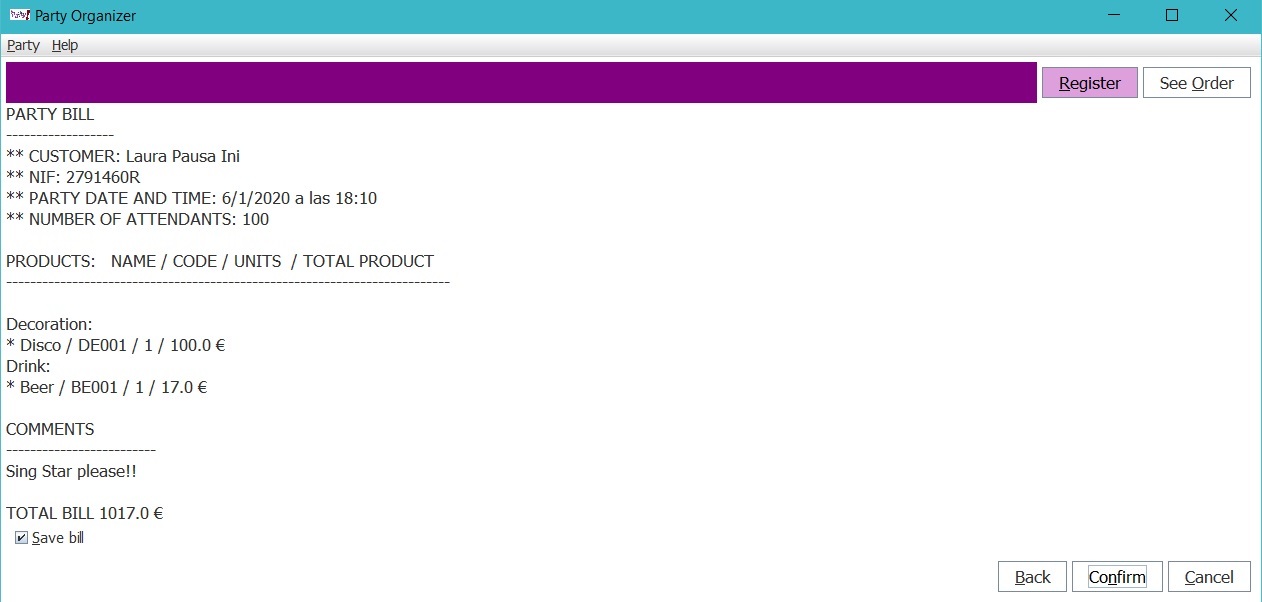 Party Organizer
Party Help
Register See Order
PARTY BILL
------------------
** CUSTOMER: Laura Pausa Ini
** NIF: 2791460R
** PARTY DATE AND TIME: 6/1/2020 a las 18:10
** NUMBER OF ATTENDANTS: 100
PRODUCTS: NAME / CODE / UNITS / TOTAL PRODUCT
--------------------------------------------------------------------------
Decoration:
* Disco / DE001 / 1 / 100.0 €
Drink:
* Beer / BE001 / 1 / 17.0 €
COMMENTS
-------------------------
Sing Star please!!
TOTAL BILL 1017.0 €
Save bill
Back Confirm Cancel